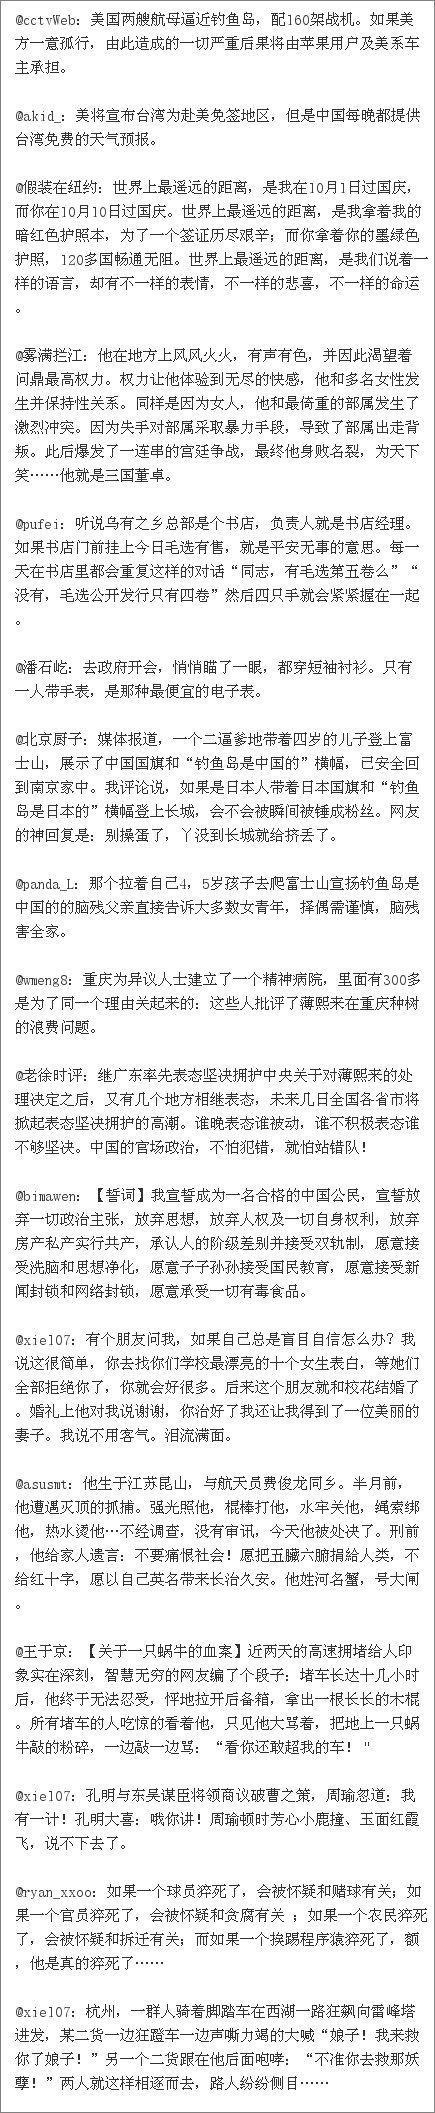 @cctvWeb：美国两艘航母逼近钓鱼岛，配160架战机。如果美
方一意孤行，由此造成的一切严重后果将由苹果用户及美系车
主承担。
@akid_：美将宣布台湾为赴美免签地区，但是中国每晚都提供
台湾免费的天气预报。
@假装在纽约：世界上最遥远的距离，是我在10月1日过国庆，
而你在10月10日过国庆。世界上最遥远的距离，是我拿着我的
暗红色护照本，为了一个签证历尽艰辛；而你拿着你的墨绿色
护照，120多国畅通无阻。世界上最遥远的距离，是我们说着一
样的语言，却有不一样的表情，不一样的悲喜，不一样的命运
。
@雾满拦江：他在地方上风风火火，有声有色，并因此渴望着
问鼎最高权力。权力让他体验到无尽的快感，他和多名女性发
生并保持性关系。同样是因为女人，他和最倚重的部属发生了
激烈冲突。因为失手对部属采取暴力手段，导致了部属出走背
叛。此后爆发了一连串的宫廷争战，最终他身败名裂，为天下
笑……他就是三国董卓。
@pufei：听说乌有之乡总部是个书店，负责人就是书店经理。
如果书店门前挂上今日毛选有售，就是平安无事的意思。每一
天在书店里都会重复这样的对话“同志，有毛选第五卷么”“
没有，毛选公开发行只有四卷”然后四只手就会紧紧握在一起
。
@潘石屹：去政府开会，悄悄瞄了一眼，都穿短袖衬衫。只有
一人带手表，是那种最便宜的电子表。
@北京厨子：媒体报道，一个二逼爹地带着四岁的儿子登上富
士山，展示了中国国旗和“钓鱼岛是中国的”横幅，已安全回
到南京家中。我评论说，如果是日本人带着日本国旗和“钓鱼
岛是日本的”横幅登上长城，会不会被瞬间被锤成粉丝。网友
的神回复是：别操蛋了，丫没到长城就给挤丢了。
@panda_L：那个拉着自己4，5岁孩子去爬富士山宣扬钓鱼岛是
中国的的脑残父亲直接告诉大多数女青年，择偶需谨慎，脑残
害全家。
@wmeng8：重庆为异议人士建立了一个精神病院，里面有300多
是为了同一个理由关起来的：这些人批评了薄熙来在重庆种树
的浪费问题。
@老徐时评：继广东率先表态坚决拥护中央关于对薄熙来的处
理决定之后，又有几个地方相继表态，未来几日全国各省市将
掀起表态坚决拥护的高潮。谁晚表态谁被动，谁不积极表态谁
不够坚决。中国的官场政治，不怕犯错，就怕站错队！
@bimawen：【誓词】我宣誓成为一名合格的中国公民，宣誓放
弃一切政治主张，放弃思想，放弃人权及一切自身权利，放弃
房产私产实行共产，承认人的阶级差别并接受双轨制，愿意接
受洗脑和思想净化，愿意子子孙孙接受国民教育，愿意接受新
闻封锁和网络封锁，愿意承受一切有毒食品。
@xiel07：有个朋友问我，如果自己总是盲目自信怎么办？我
说这很简单，你去找你们学校最漂亮的十个女生表白，等她们
全部拒绝你了，你就会好很多。后来这个朋友就和校花结婚了
。婚礼上他对我说谢谢，你治好了我还让我得到了一位美丽的
妻子。我说不用客气。泪流满面。
@asusmt：他生于江苏昆山，与航天员费俊龙同乡。半月前，
他遭遇灭顶的抓捕。强光照他，棍棒打他，水牢关他，绳索绑
他，热水烫他…不经调查，没有审讯，今天他被处决了。刑前
，他给家人遗言：不要痛恨社会！愿把五臟六腑捐給人类，不
给红十字，愿以自己英名带来长治久安。他姓河名蟹，号大闸
。
@王于京：【关于一只蜗牛的血案】近两天的高速拥堵给人印
象实在深刻，智慧无穷的网友编了个段子：堵车长达十几小时
后，他终于无法忍受，怦地拉开后备箱，拿出一根长长的木棍
。所有堵车的人吃惊的看着他，只见他大骂着，把地上一只蜗
牛敲的粉碎，一边敲一边骂：“看你还敢超我的车！"
@xiel07：孔明与东吴谋臣将领商议破曹之策，周瑜忽道：我
有一计！孔明大喜：哦你讲！周瑜顿时芳心小鹿撞、玉面红霞
飞，说不下去了。
@ryan_xxoo：如果一个球员猝死了，会被怀疑和赌球有关；如
果一个官员猝死了，会被怀疑和贪腐有关 ；如果一个农民猝死
了，会被怀疑和拆迁有关；而如果一个挨踢程序猿猝死了，额
，他是真的猝死了……
@xiel07：杭州，一群人骑着脚踏车在西湖一路狂飙向雷峰塔
进发，某二货一边狂蹬车一边声嘶力竭的大喊“娘子！我来救
你了娘子！”另一个二货跟在他后面咆哮：“不准你去救那妖
孽！”两人就这样相逐而去，路人纷纷侧目……